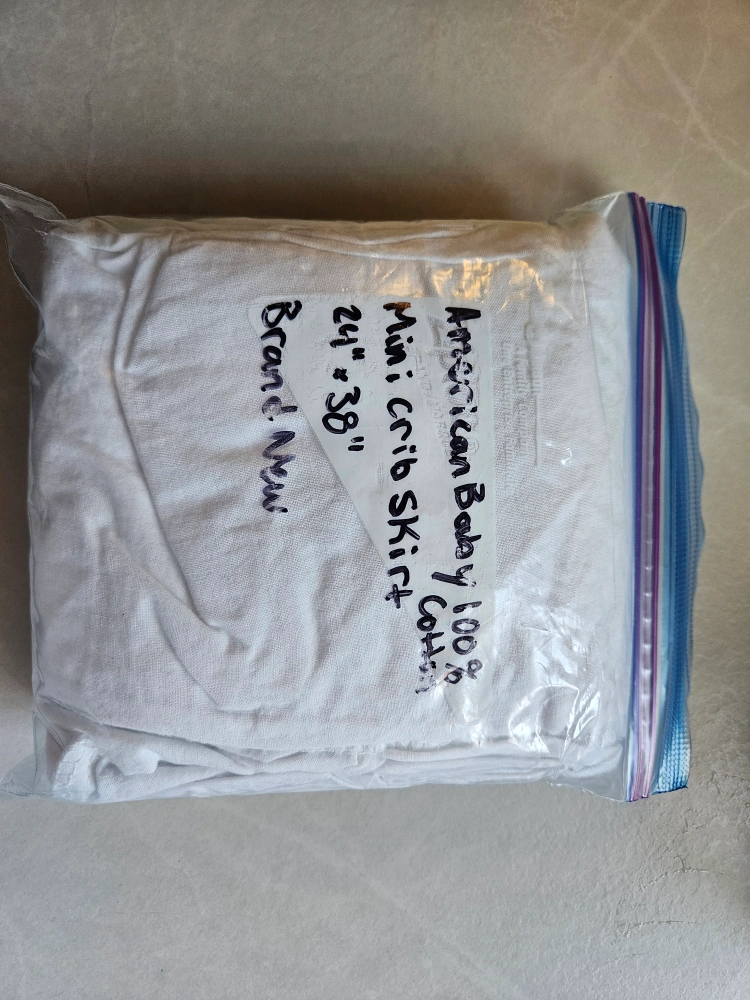 American Baby 100%
Cotton
Mini crib Skirt
24" x 38"
Brand New